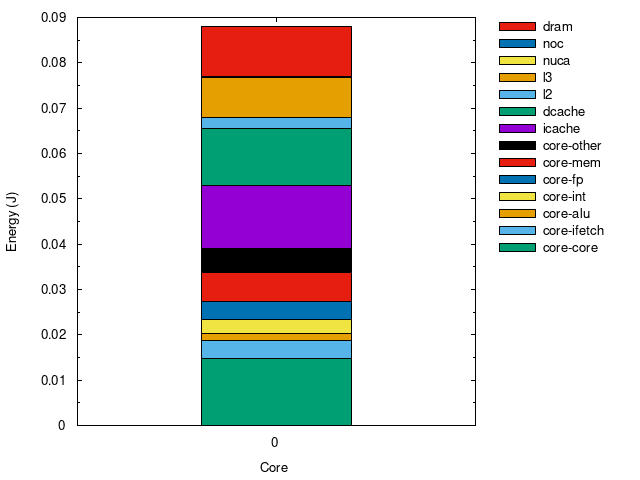 0.09
0.08
0.07
0.06
0.05
0.04
0.03
0.02
0.01
0
Energy (J)
0
Core
dram
noc
nuca
l3
l2
dcache
icache
core-other
core-mem
core-fp
core-int
core-alu
core-ifetch
core-core